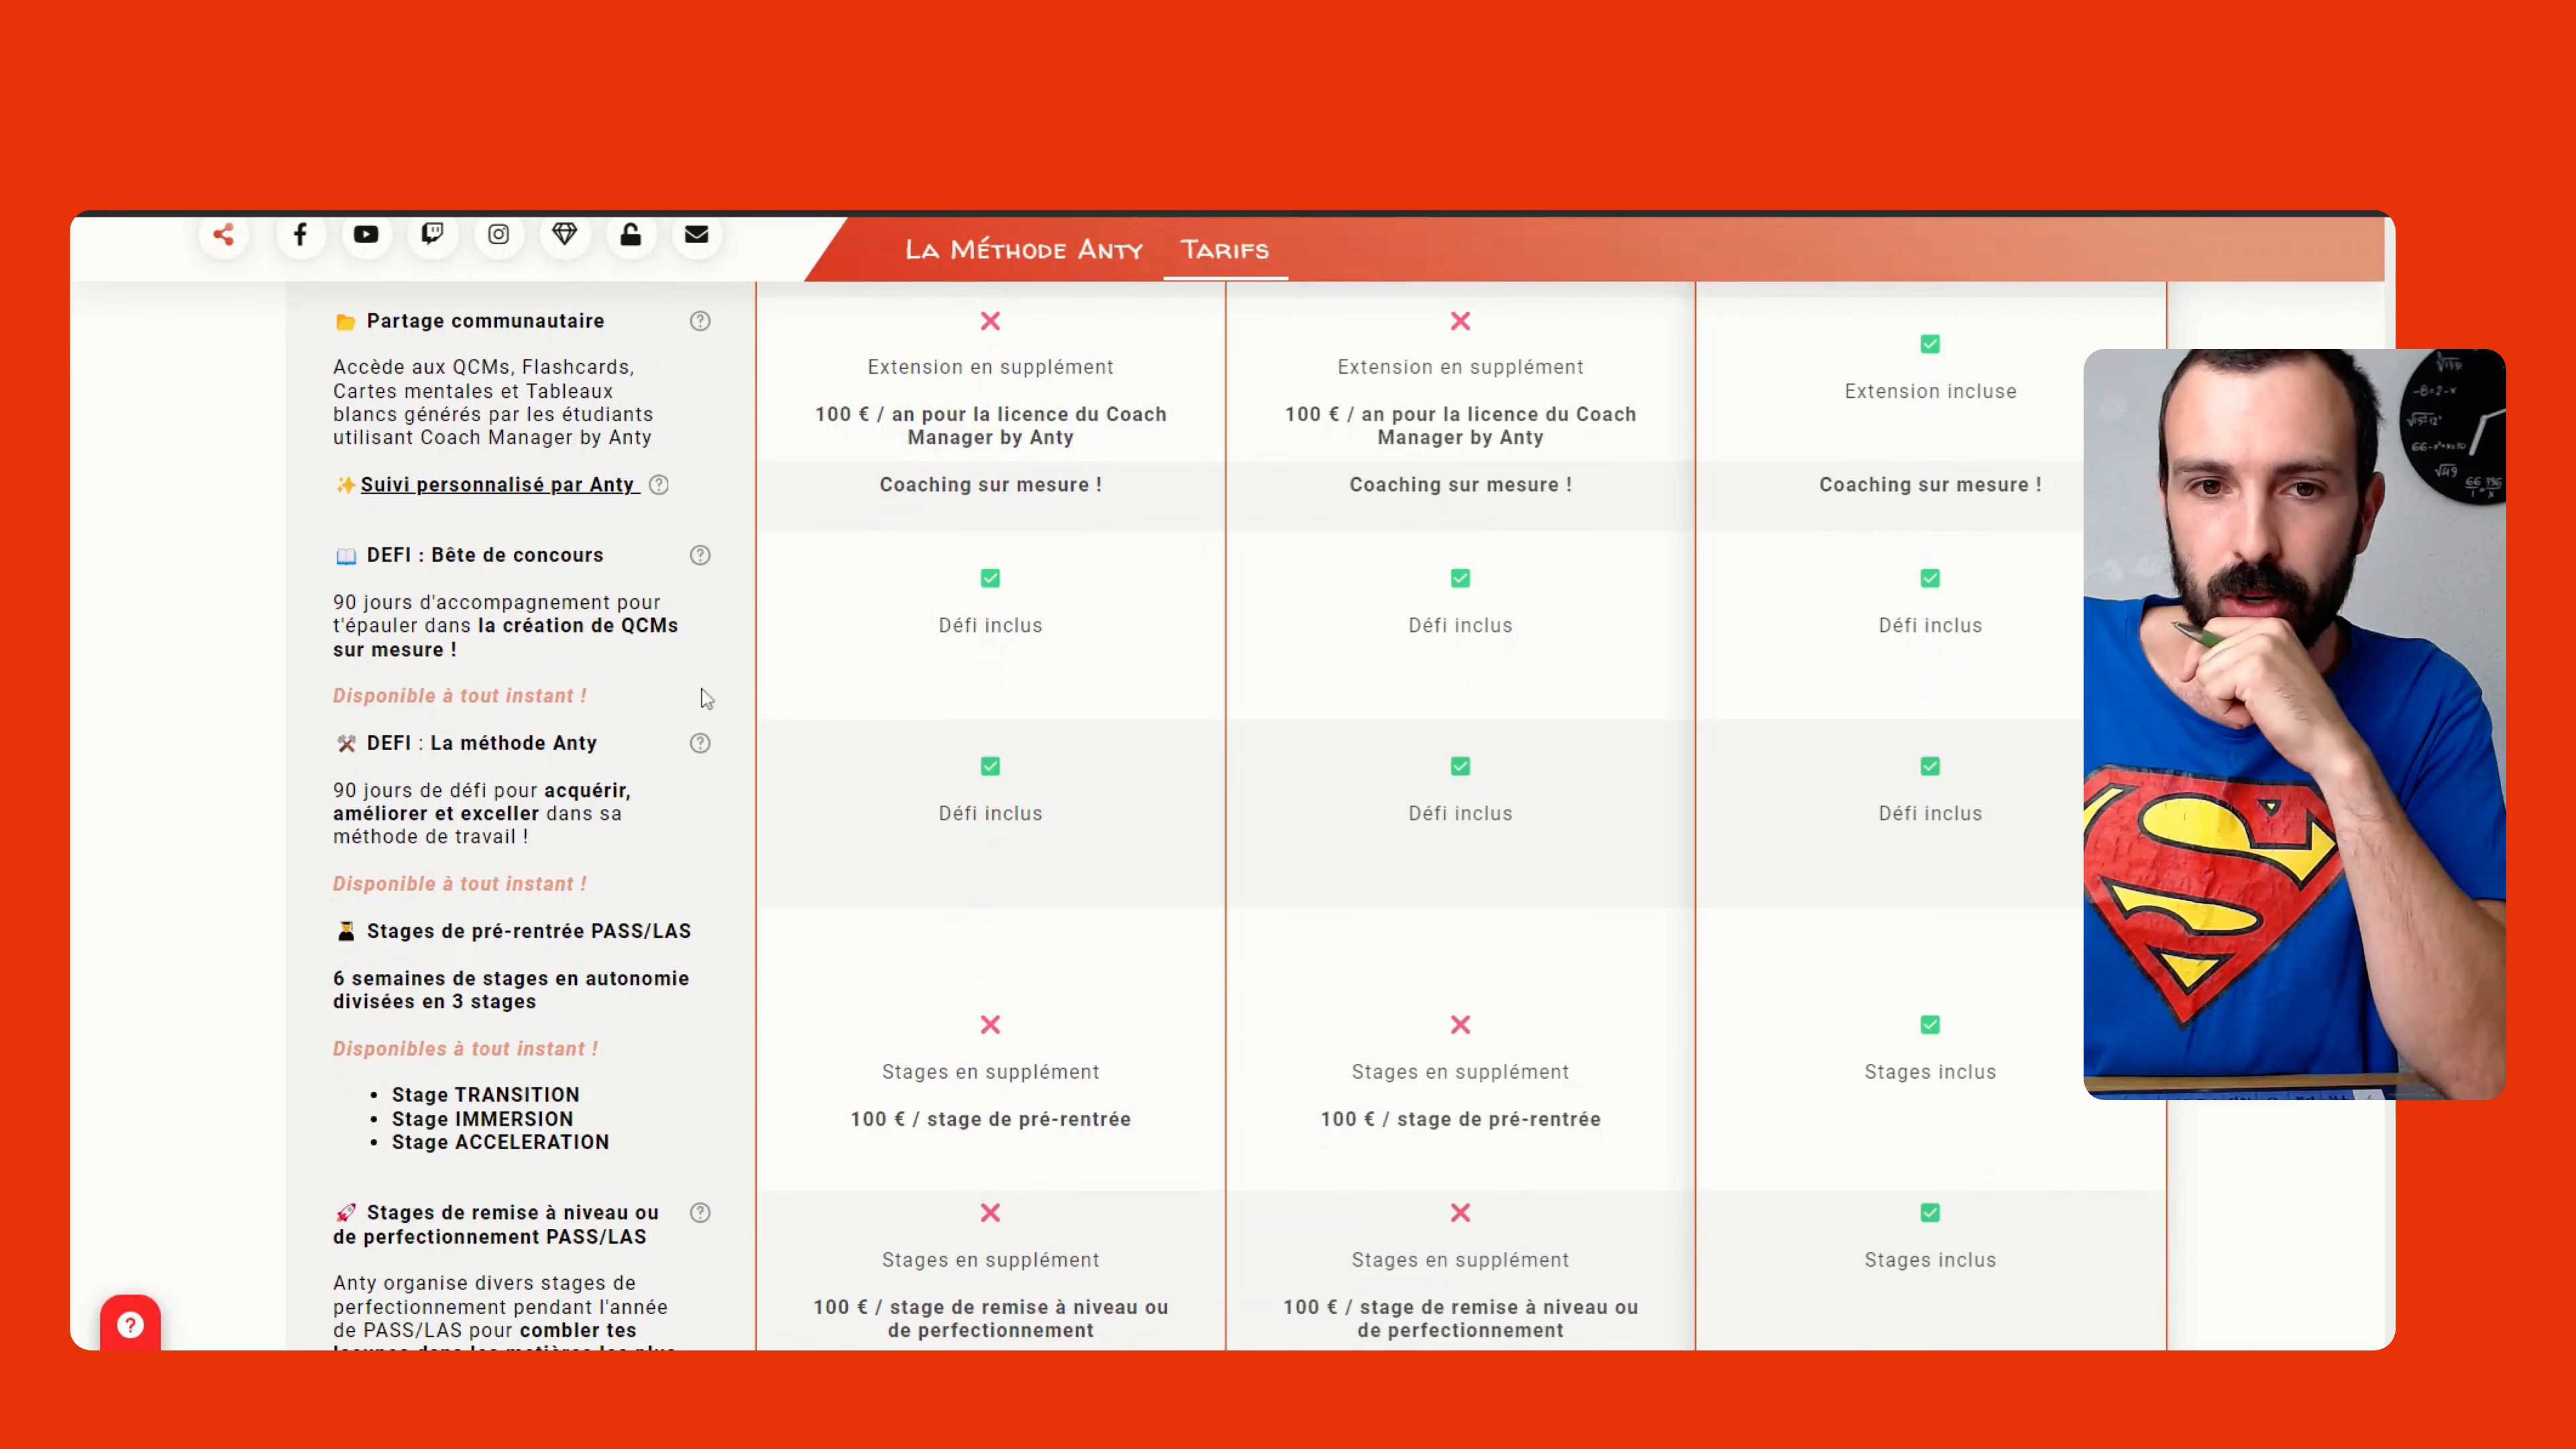 La Méthode Anty Tarifs
📂 Partage communautaire
Accède aux QCMs, Flashcards,
Cartes mentales et Tableaux
blancs générés par les étudiants
utilisant Coach Manager by Anty
Extension en supplément
100 € / an pour la licence du Coach
Manager by Anty
Extension en supplément
100 € / an pour la licence du Coach
Manager by Anty
Extension incluse
✨ Suivi personnalisé par Anty
Coaching sur mesure !
Coaching sur mesure !
Coaching sur mesure !
📖 DEFI : Bête de concours
90 jours d'accompagnement pour
t'épauler dans la création de QCMs
sur mesure !
Disponible à tout instant !
Défi inclus
Défi inclus
Défi inclus
⚒️ DEFI : La méthode Anty
90 jours de défi pour acquérir,
améliorer et exceller dans sa
méthode de travail !
Disponible à tout instant !
Défi inclus
Défi inclus
Défi inclus
👨‍🎓 Stages de pré-rentrée PASS/LAS
6 semaines de stages en autonomie
divisées en 3 stages
Disponibles à tout instant !
• Stage TRANSITION
• Stage IMMERSION
• Stage ACCELERATION
Stages en supplément
100 € / stage de pré-rentrée
Stages en supplément
100 € / stage de pré-rentrée
Stages inclus
🚀 Stages de remise à niveau ou
de perfectionnement PASS/LAS
Anty organise divers stages de
perfectionnement pendant l'année
de PASS/LAS pour combler tes
Stages en supplément
100 € / stage de remise à niveau ou
de perfectionnement
Stages en supplément
100 € / stage de remise à niveau ou
de perfectionnement
Stages inclus